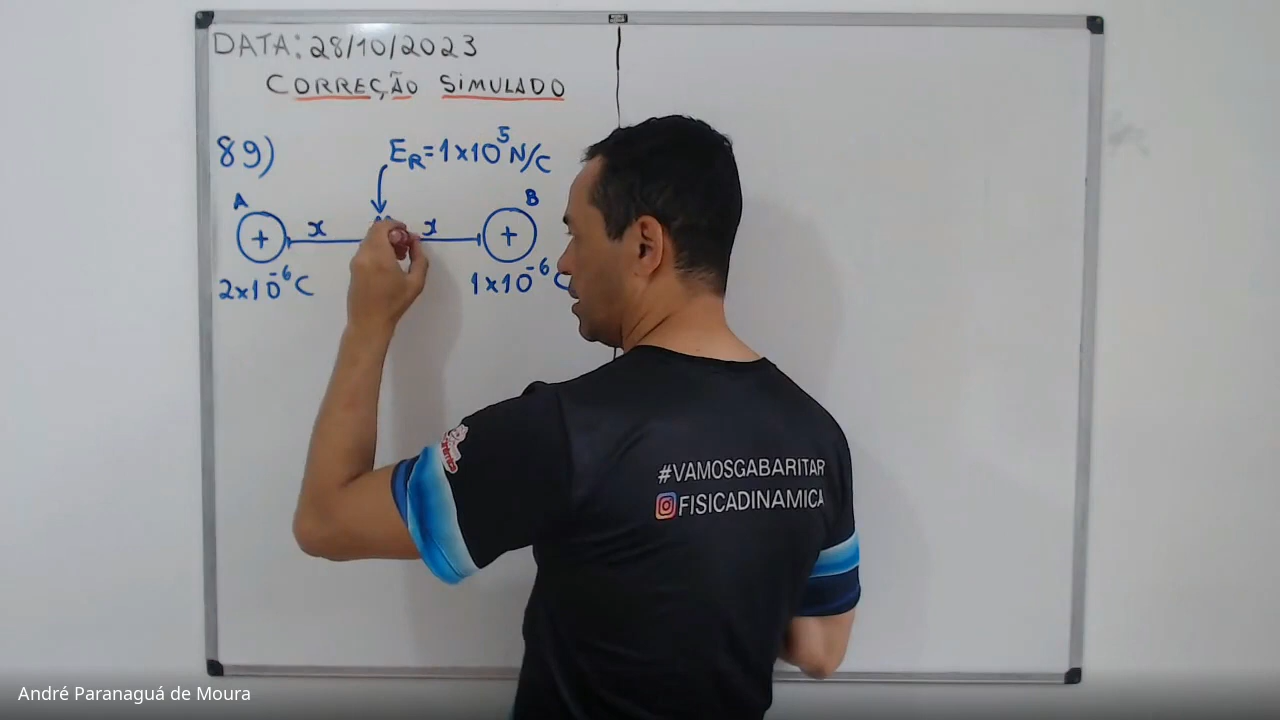 DATA: 28/10/2023
CORREÇÃO SIMULADO
89) E_R = 1x10^5 N/C
A B
x x
+ +
2x10^-6 C 1x10^-6 C
#VAMOSGABARITAR
FISICADINAMICA
André Paranaguá de Moura